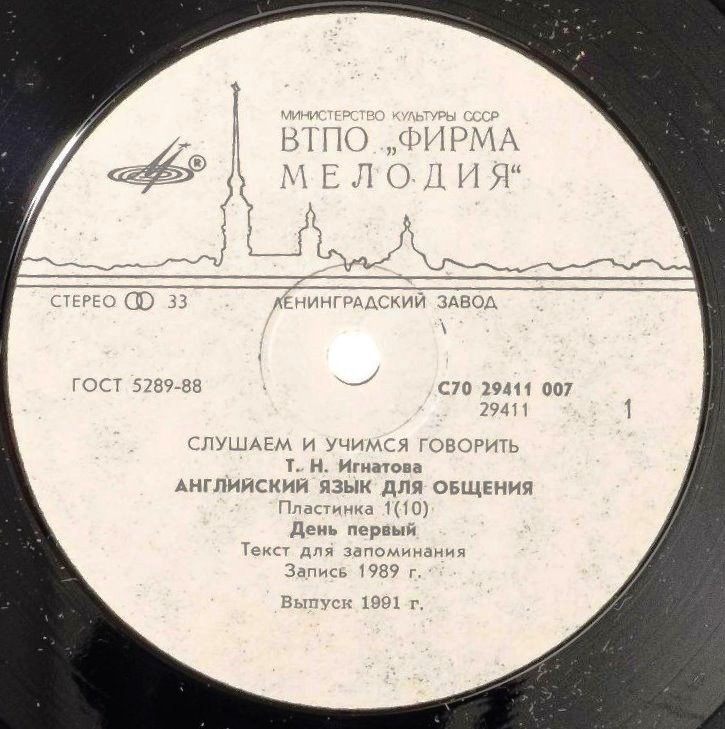 МИНИСТЕРСТВО КУЛЬТУРЫ СССР
ВТПО „ФИРМА
МЕЛОДИЯ“
®
СТЕРЕО 33 ЛЕНИНГРАДСКИЙ ЗАВОД
ГОСТ 5289-88 С70 29411 007
29411 1
СЛУШАЕМ И УЧИМСЯ ГОВОРИТЬ
Т. Н. Игнатова
АНГЛИЙСКИЙ ЯЗЫК ДЛЯ ОБЩЕНИЯ
Пластинка 1(10)
День первый
Текст для запоминания
Запись 1989 г.
Выпуск 1991 г.